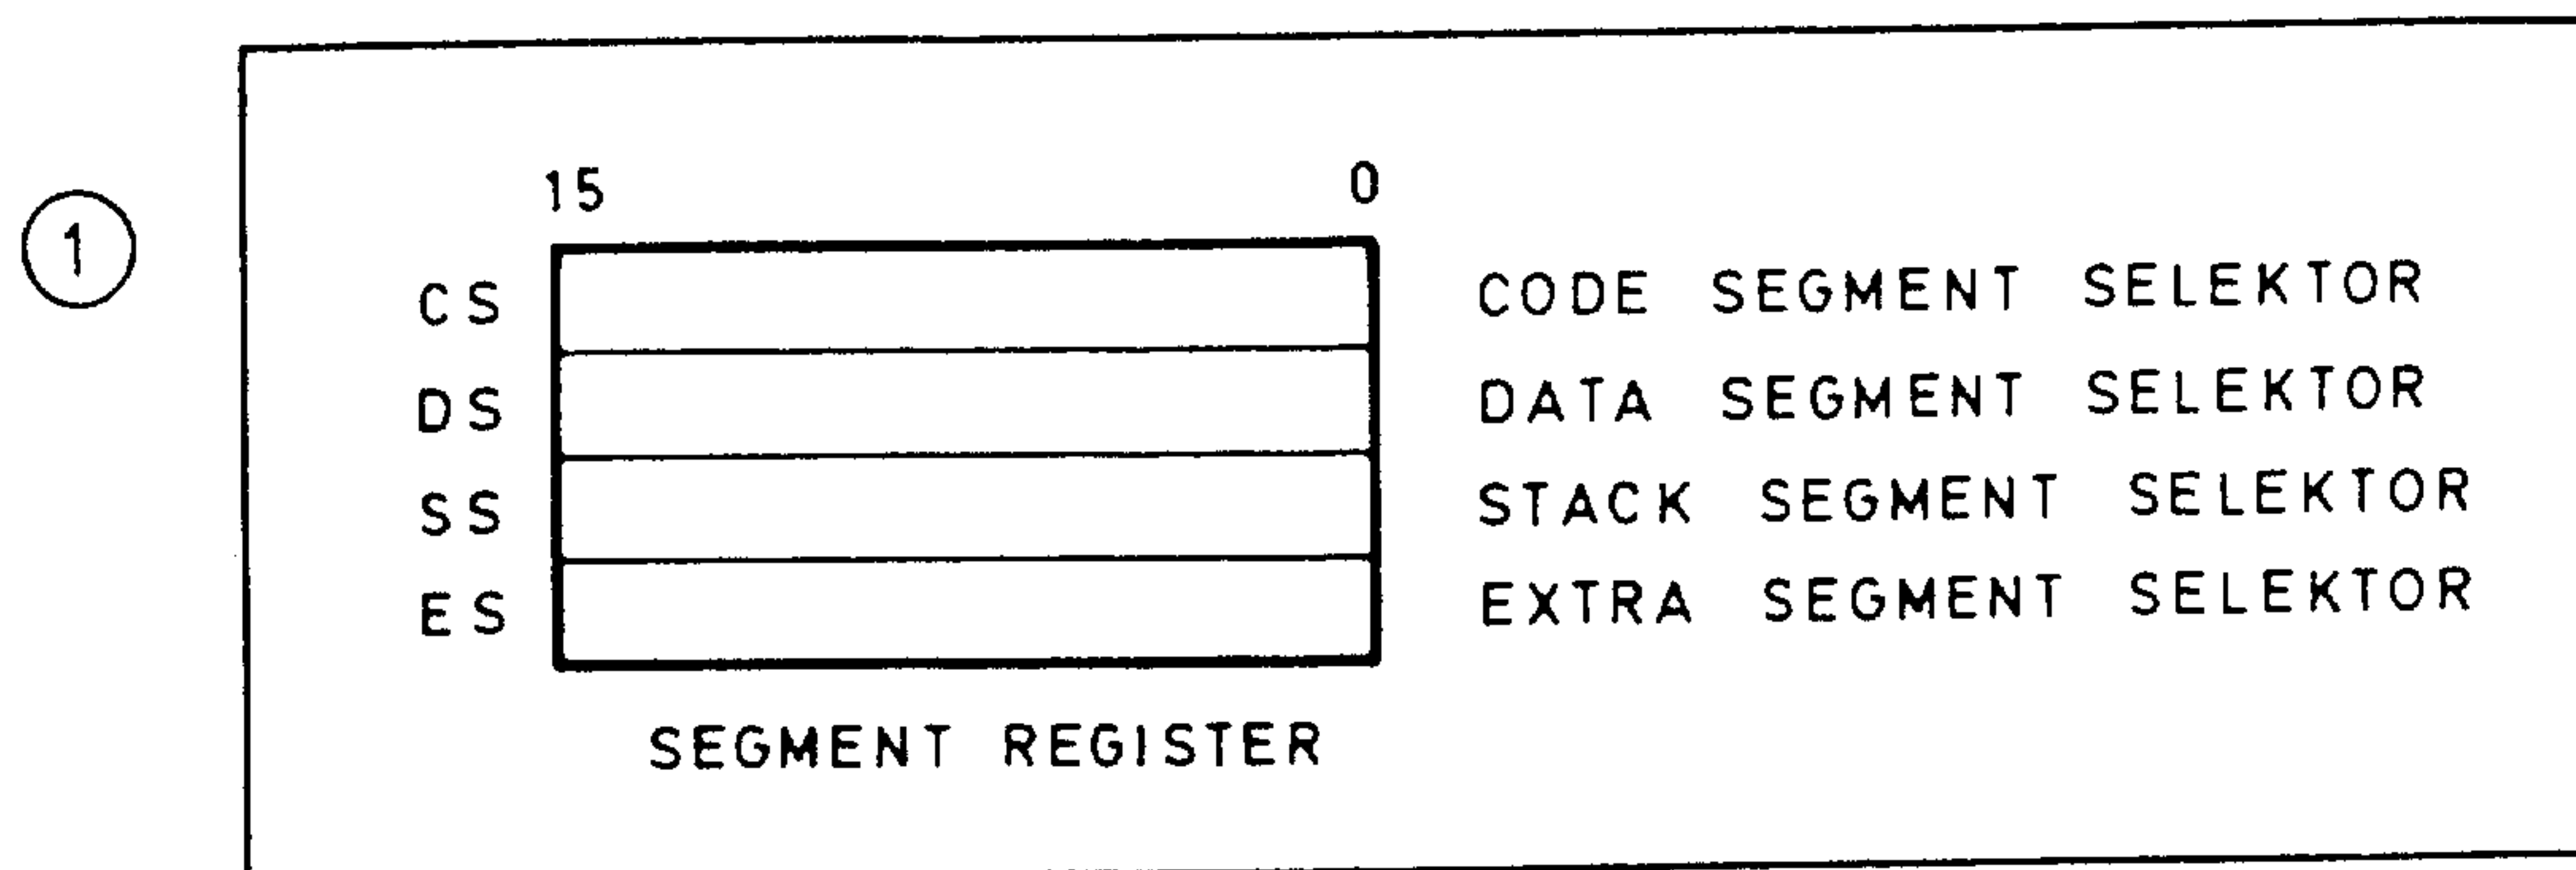 15 0
1
CS CODE SEGMENT SELEKTOR
DS DATA SEGMENT SELEKTOR
SS STACK SEGMENT SELEKTOR
ES EXTRA SEGMENT SELEKTOR
SEGMENT REGISTER